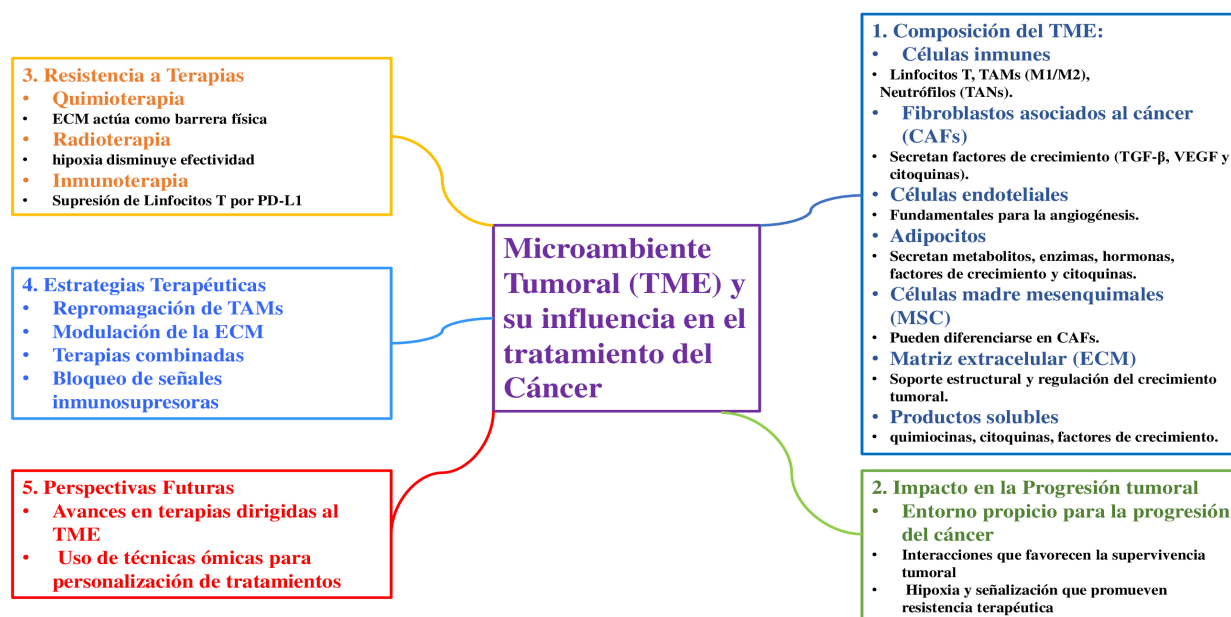 Microambiente
Tumoral (TME) y
su influencia en el
tratamiento del
Cáncer
1. Composición del TME:
• Células inmunes
• Linfocitos T, TAMs (M1/M2),
Neutrófilos (TANs).
• Fibroblastos asociados al cáncer
(CAFs)
• Secretan factores de crecimiento (TGF-β, VEGF y
citoquinas).
• Células endoteliales
• Fundamentales para la angiogénesis.
• Adipocitos
• Secretan metabolitos, enzimas, hormonas,
factores de crecimiento y citoquinas.
• Células madre mesenquimales
(MSC)
• Pueden diferenciarse en CAFs.
• Matriz extracelular (ECM)
• Soporte estructural y regulación del crecimiento
tumoral.
• Productos solubles
• quimiocinas, citoquinas, factores de crecimiento.
2. Impacto en la Progresión tumoral
• Entorno propicio para la progresión
del cáncer
• Interacciones que favorecen la supervivencia
tumoral
• Hipoxia y señalización que promueven
resistencia terapéutica
3. Resistencia a Terapias
• Quimioterapia
• ECM actúa como barrera física
• Radioterapia
• hipoxia disminuye efectividad
• Inmunoterapia
• Supresión de Linfocitos T por PD-L1
4. Estrategias Terapéuticas
• Repromagación de TAMs
• Modulación de la ECM
• Terapias combinadas
• Bloqueo de señales
inmunosupresoras
5. Perspectivas Futuras
• Avances en terapias dirigidas al
TME
• Uso de técnicas ómicas para
personalización de tratamientos